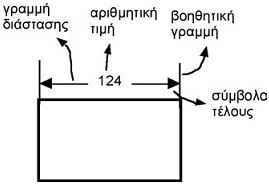 γραμμή
διάστασης
αριθμητική
τιμή
βοηθητική
γραμμή
124
σύμβολα
τέλους